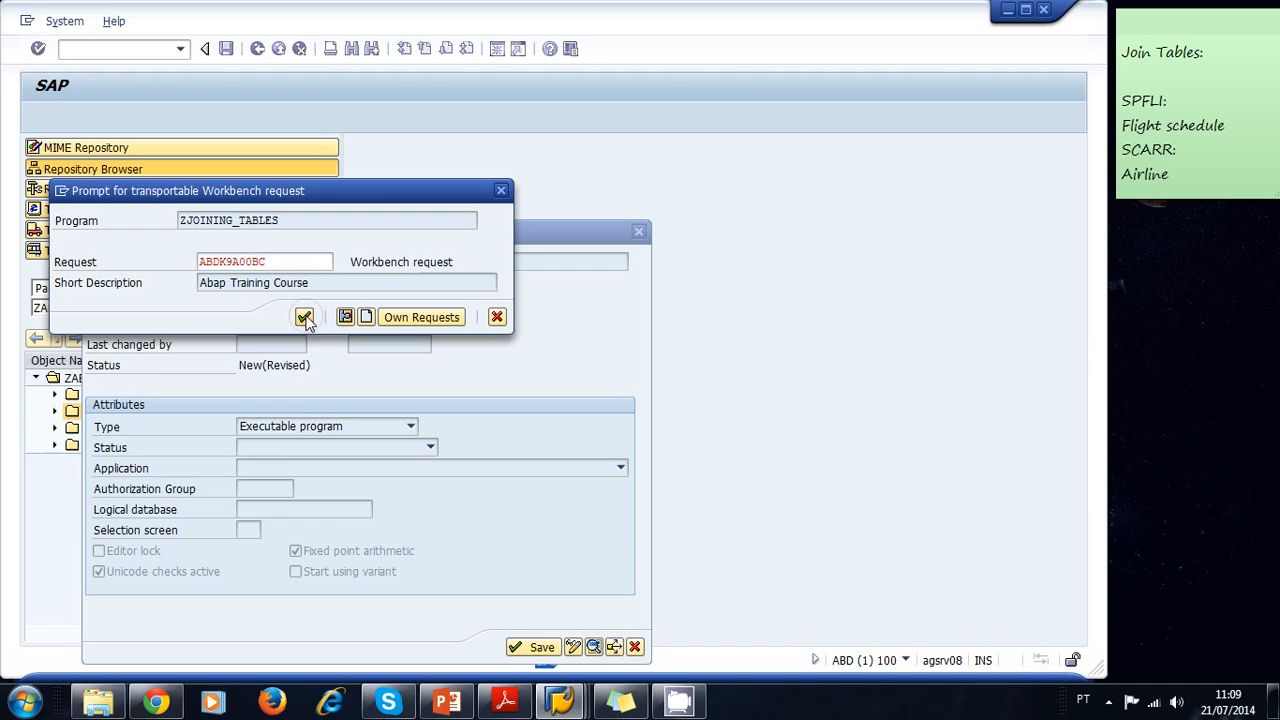 System Help
SAP
MIME Repository
Repository Browser
Prompt for transportable Workbench request
Program ZJOINING_TABLES
Request ABDK9A00BC Workbench request
Short Description Abap Training Course
Own Requests
Last changed by
Object Na
Status New(Revised)
Attributes
Type Executable program
Status
Application
Authorization Group
Logical database
Selection screen
Editor lock Fixed point arithmetic
Unicode checks active Start using variant
Save
ABD (1) 100 agsrv08 INS
Join Tables:
SPFLI:
Flight schedule
SCARR:
Airline
PT 11:09
21/07/2014